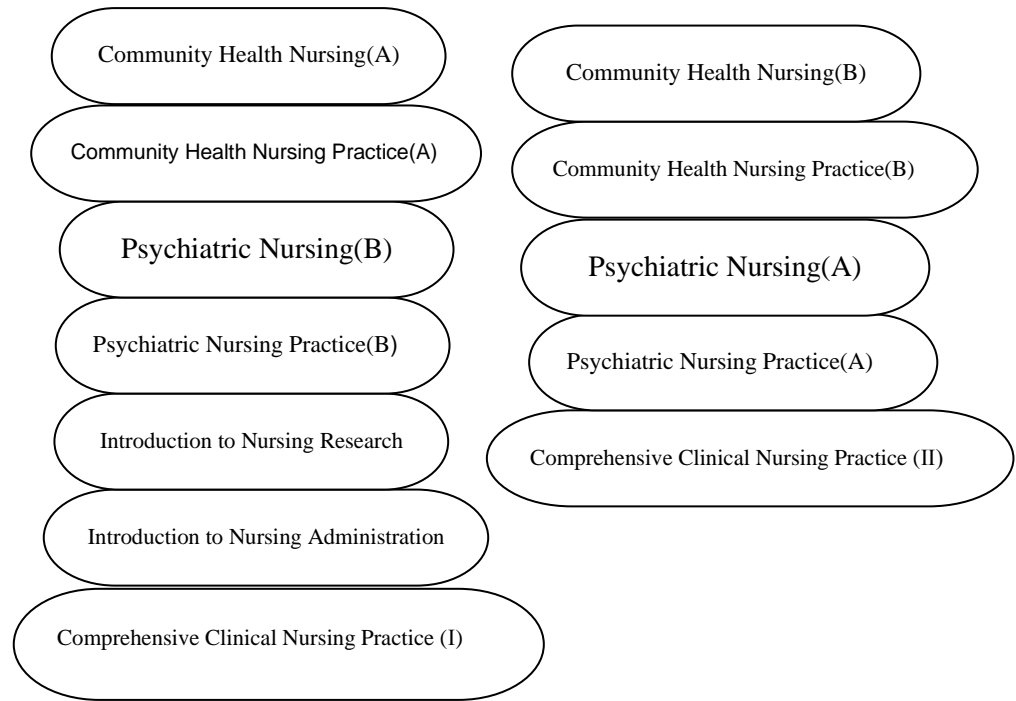 Community Health Nursing(A)
Community Health Nursing Practice(A)
Psychiatric Nursing(B)
Psychiatric Nursing Practice(B)
Introduction to Nursing Research
Introduction to Nursing Administration
Comprehensive Clinical Nursing Practice (I)
Community Health Nursing(B)
Community Health Nursing Practice(B)
Psychiatric Nursing(A)
Psychiatric Nursing Practice(A)
Comprehensive Clinical Nursing Practice (II)